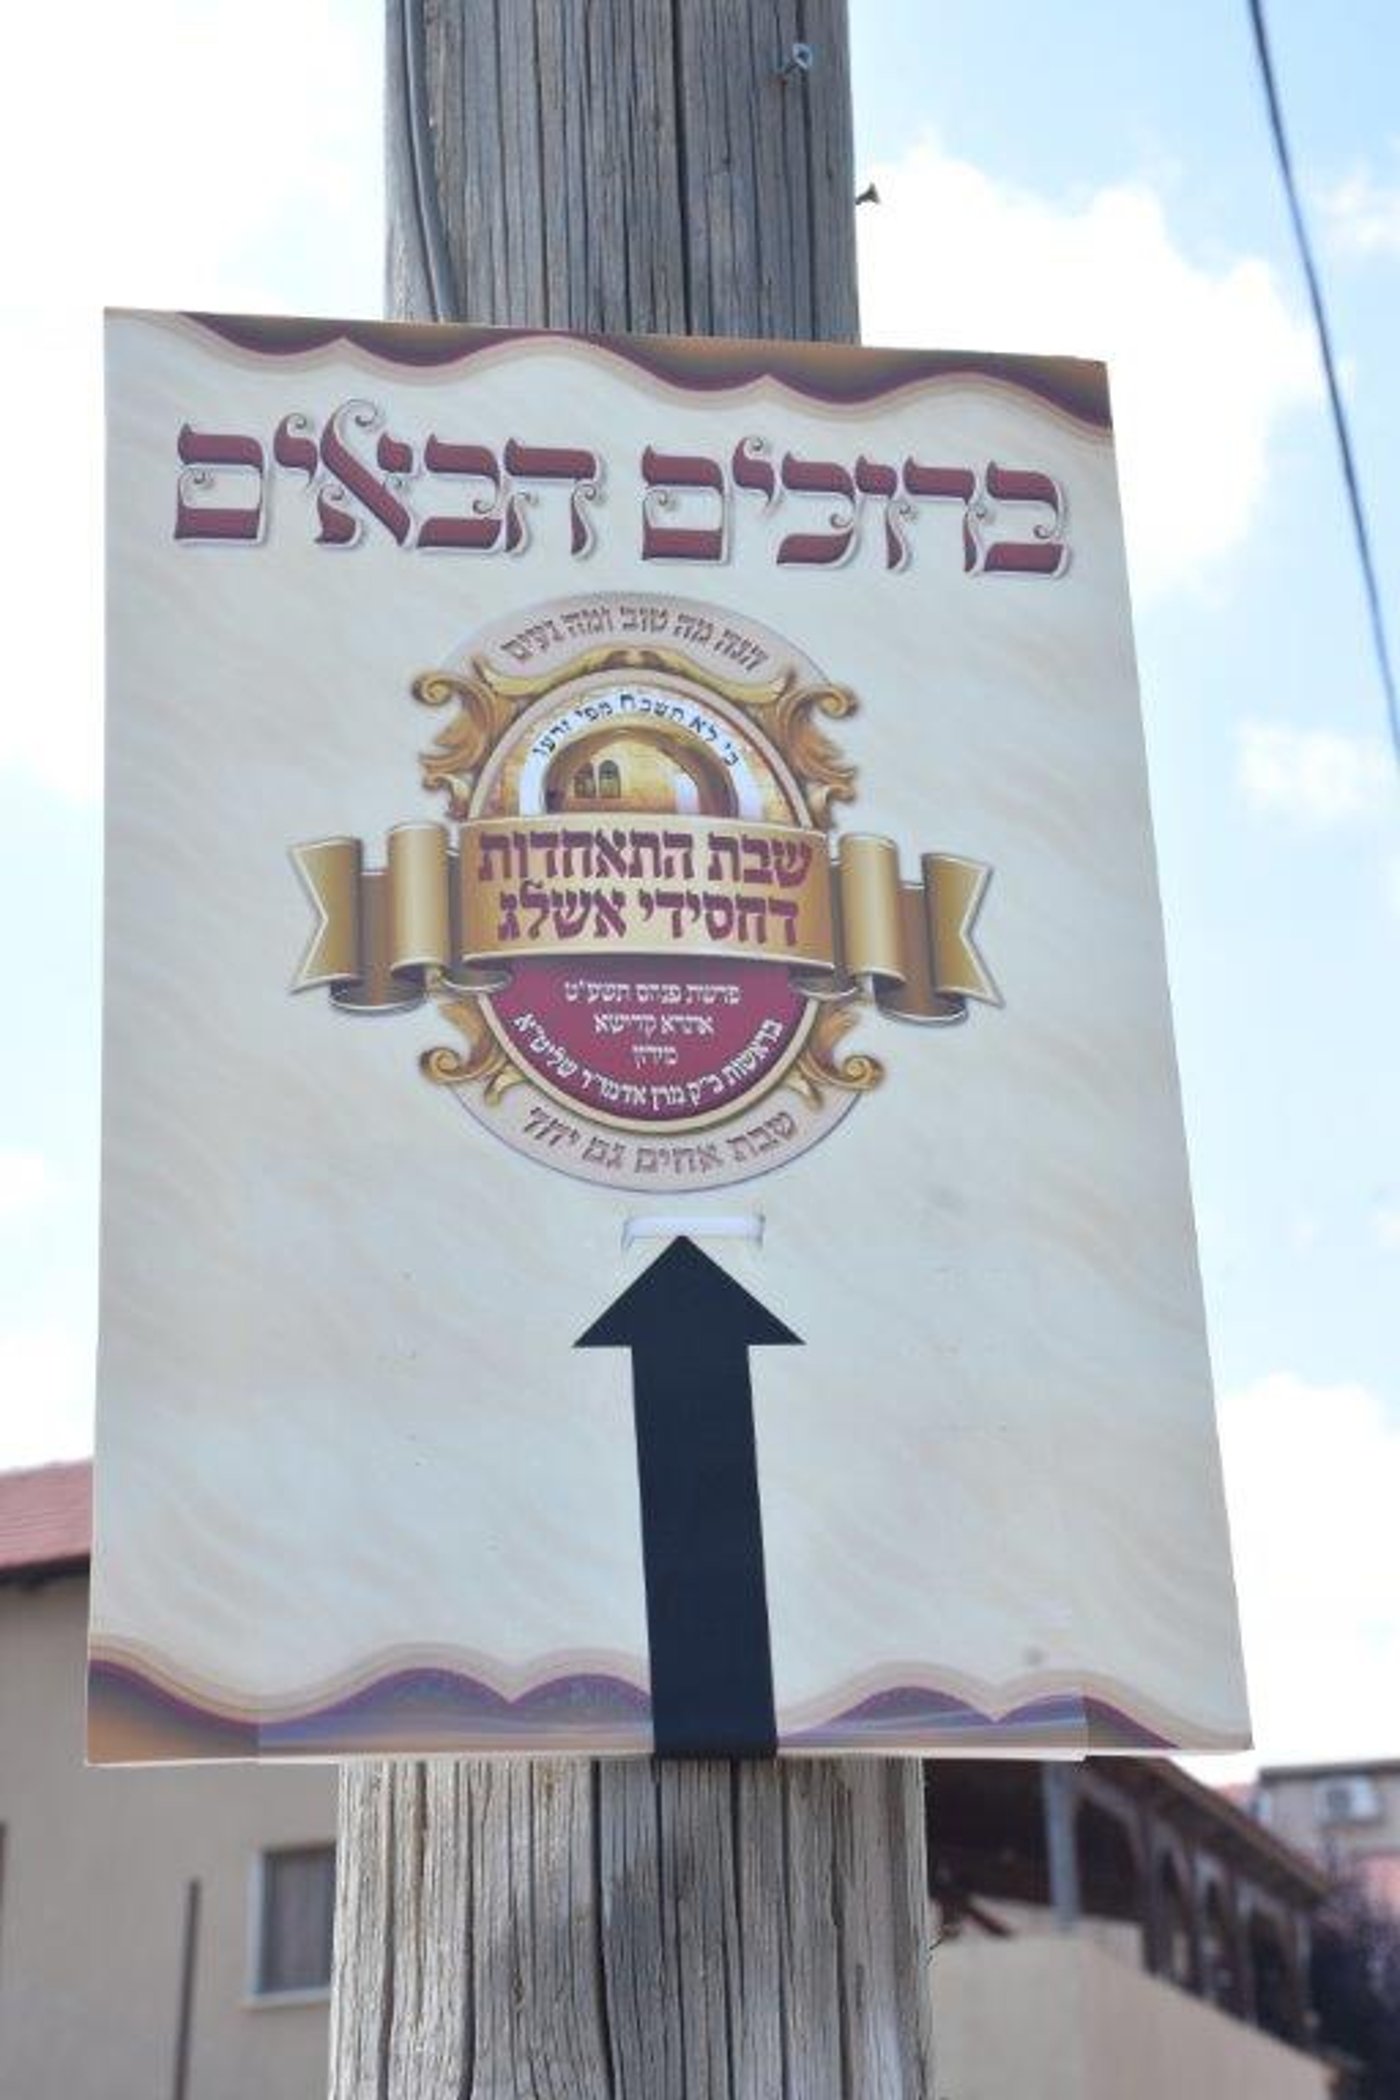 ברוכים הבאים
הנה מה טוב ומה נעים
כי לא תשכח מפי זרעו
שבת התאחדות
דחסידי אשלג
פרשת פנחס תשע"ט
אתרא קדישא
מירון
בראשות כ"ק מרן אדמו"ר שליט"א
שבת אחים גם יחד